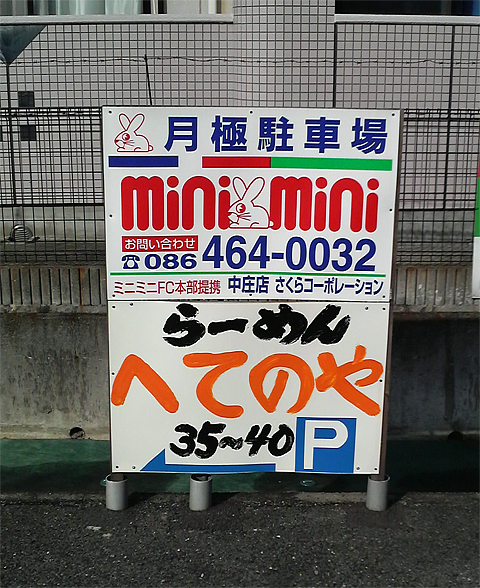 月極駐車場
mini mini
お問い合わせ
☎086 464-0032
ミニミニFC本部提携 中庄店 さくらコーポレーション
らーめん
へてのや
35~40 P